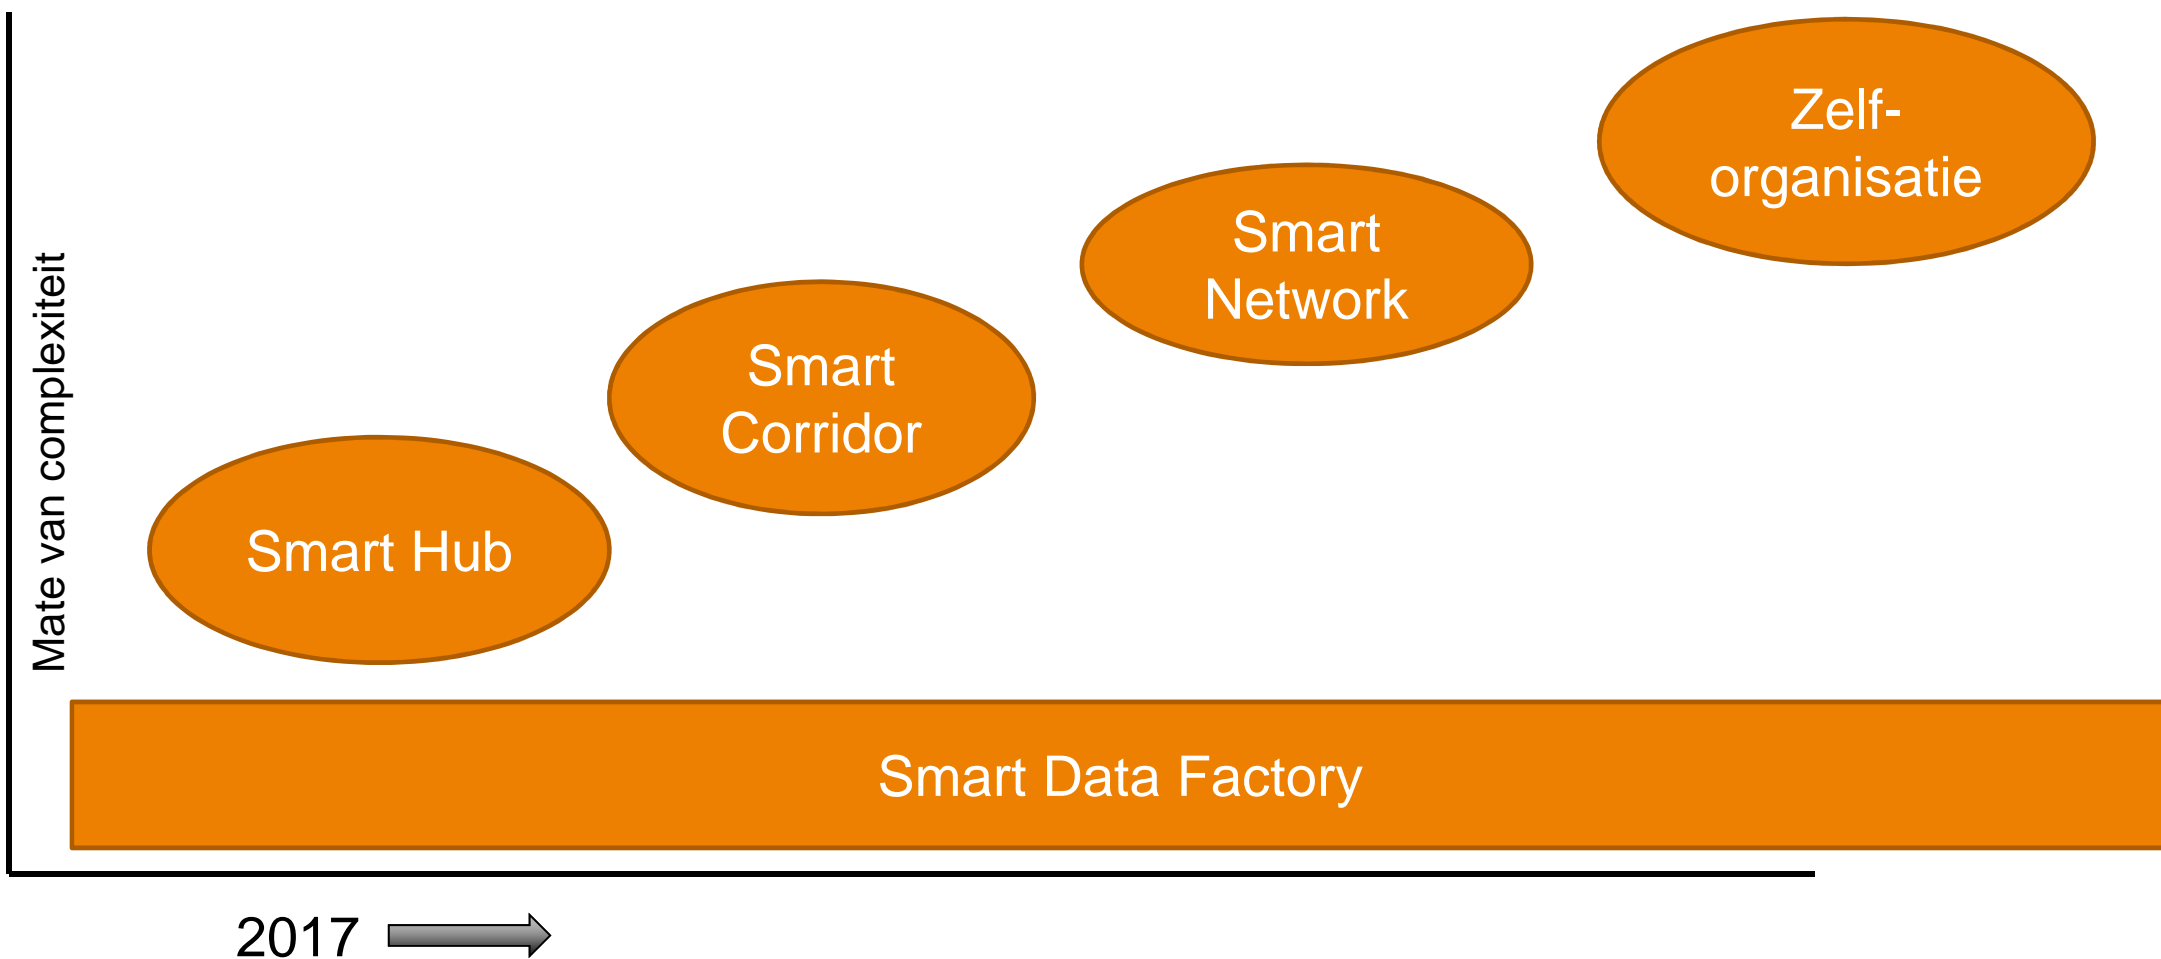 Zelf-
organisatie
Smart
Network
Smart
Corridor
Smart Hub
Mate van complexiteit
Smart Data Factory
2017